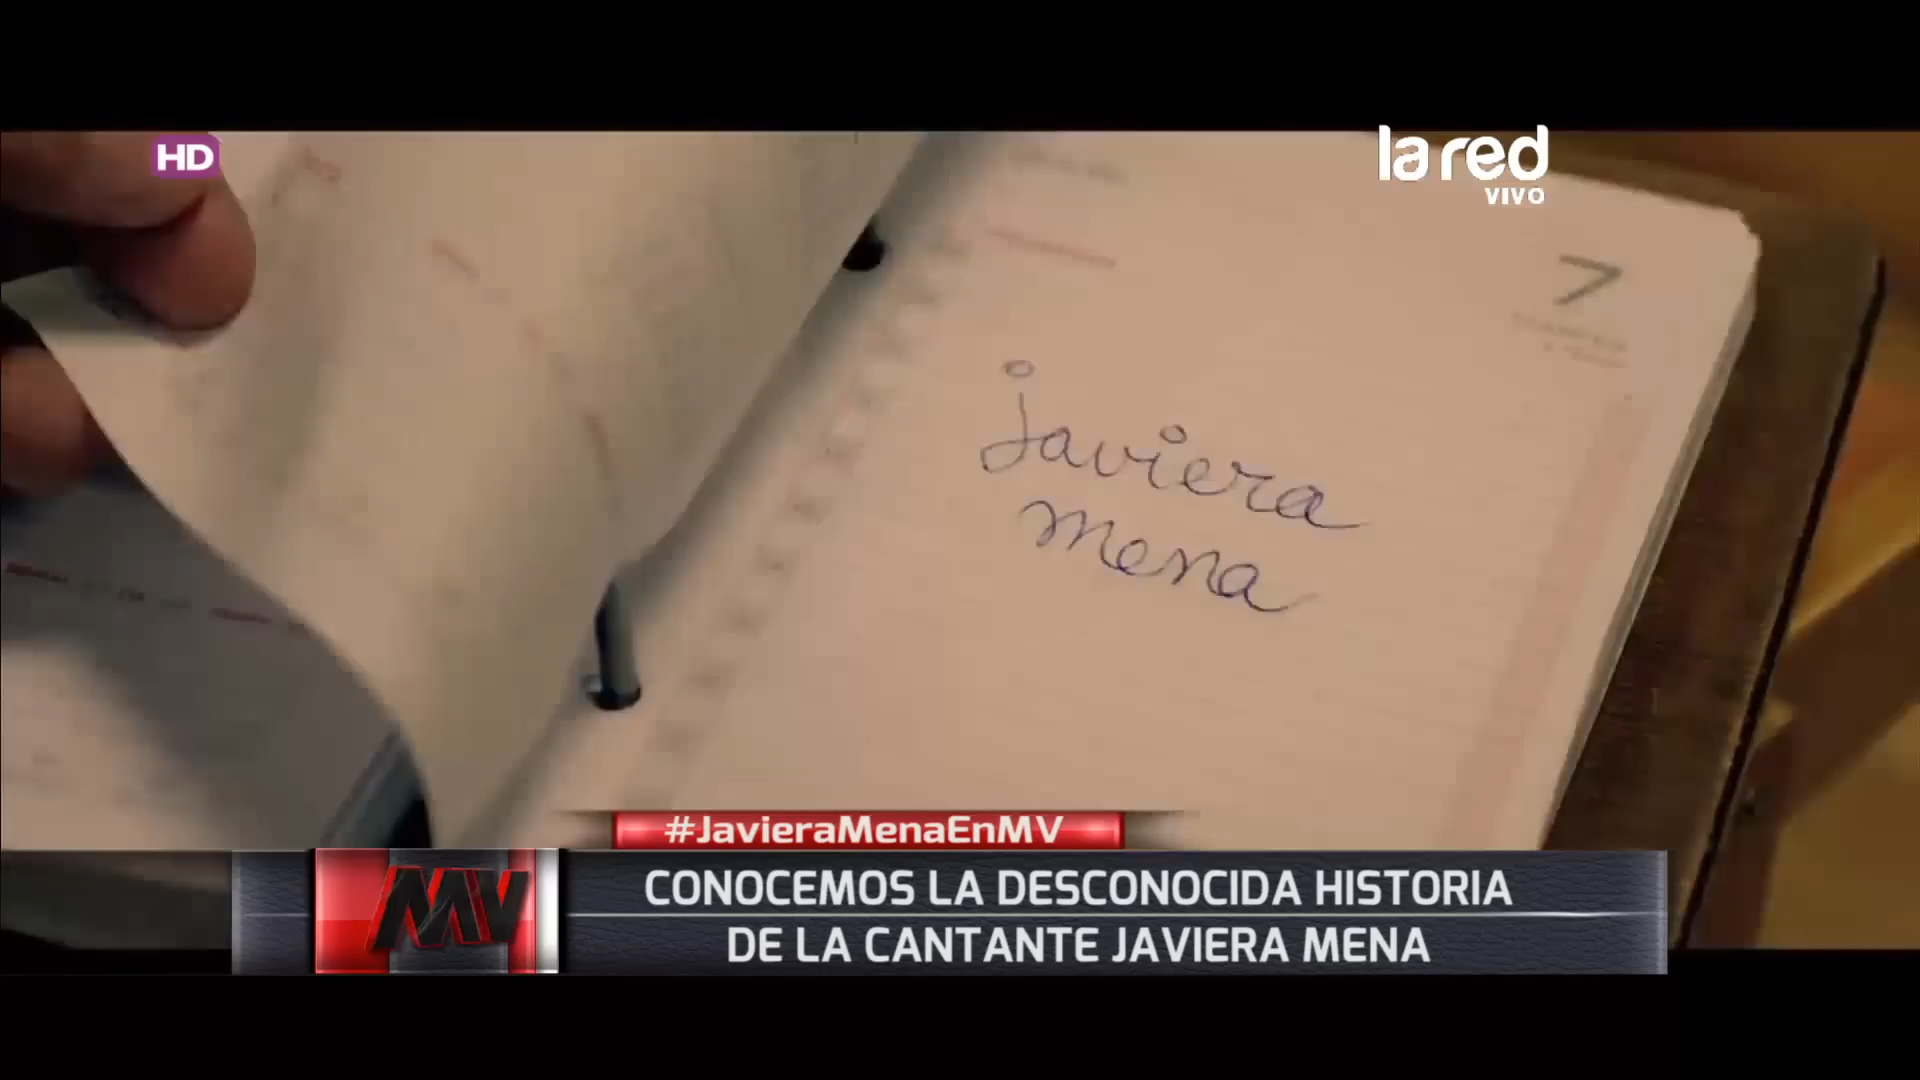 HD
la red
VIVO
7
javiera
mena
#JavieraMenaEnMV
MV
CONOCEMOS LA DESCONOCIDA HISTORIA
DE LA CANTANTE JAVIERA MENA